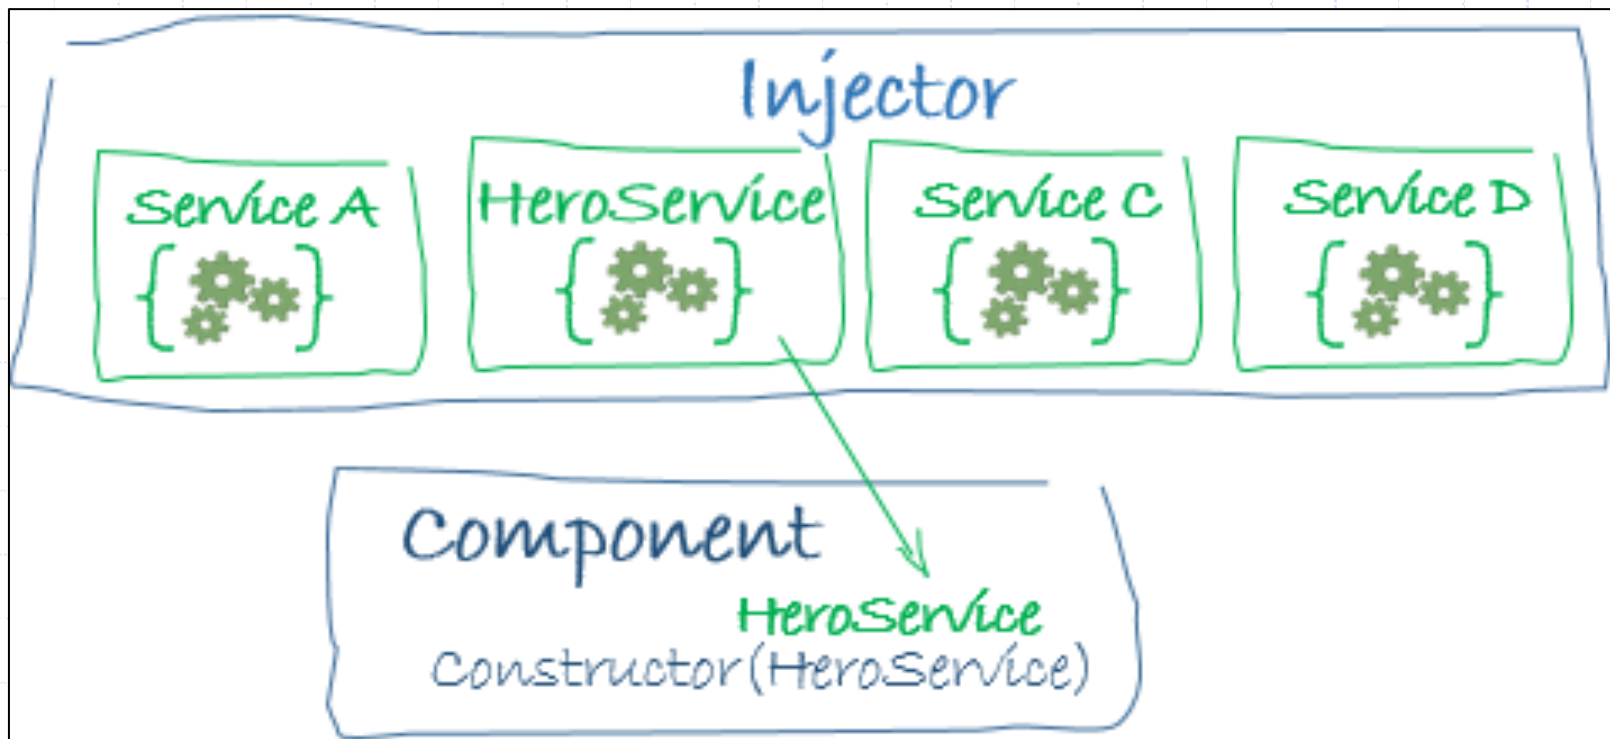 Injector
Service A
HeroService
Service C
Service D
Component
HeroService
Constructor(HeroService)